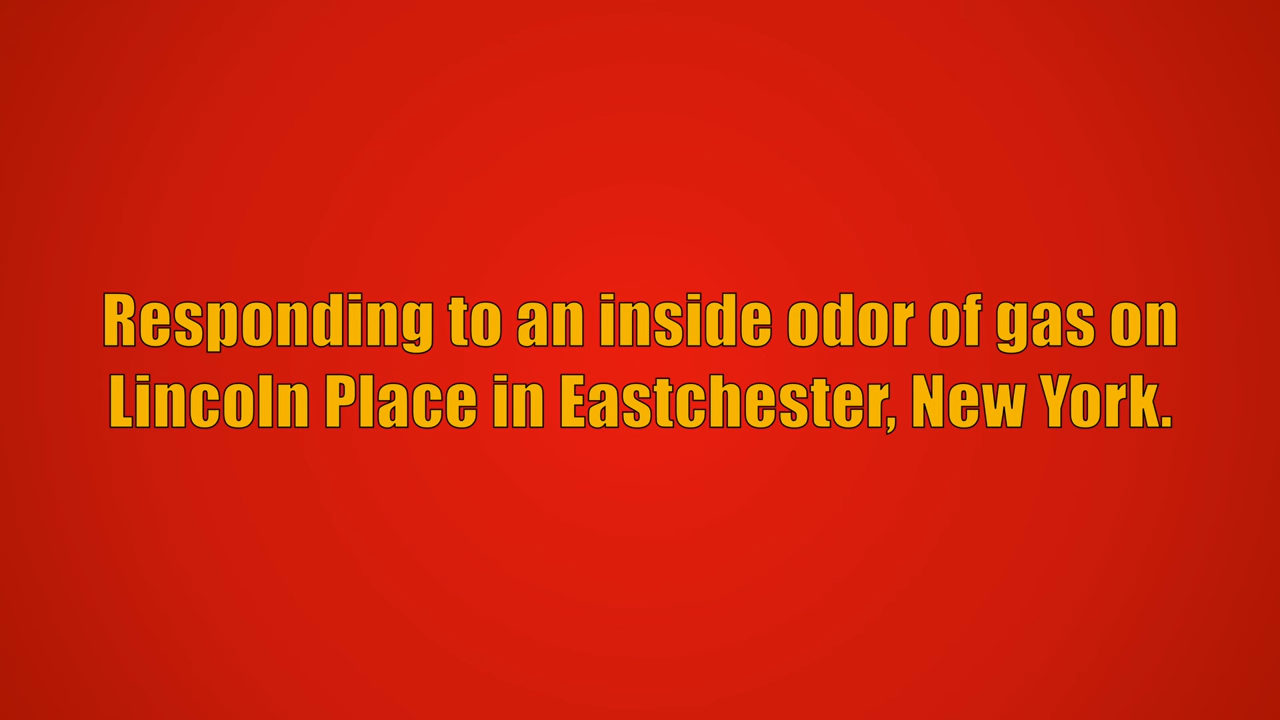 Responding to an inside odor of gas on
Lincoln Place in Eastchester, New York.